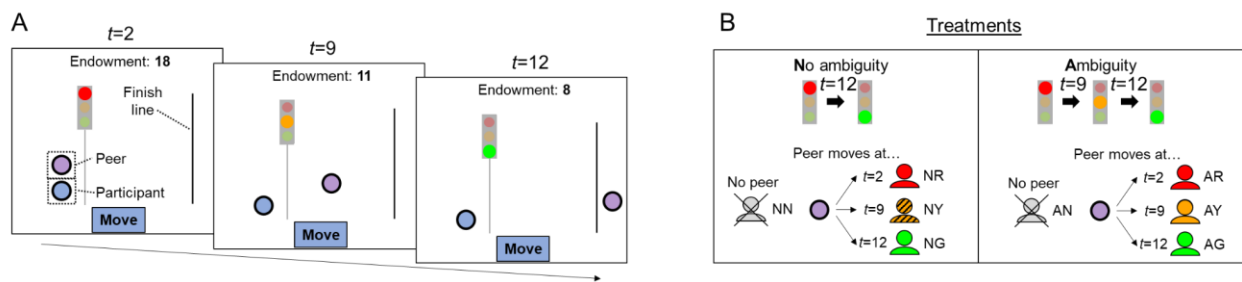 A
t=2
Endowment: 18
Finish line
Peer
Participant
Move
t=9
Endowment: 11
Move
t=12
Endowment: 8
Move
B
Treatments
No ambiguity
t=12
Peer moves at...
No peer
NN
t=2 NR
t=9 NY
t=12 NG
Ambiguity
t=9 t=12
Peer moves at...
No peer
AN
t=2 AR
t=9 AY
t=12 AG